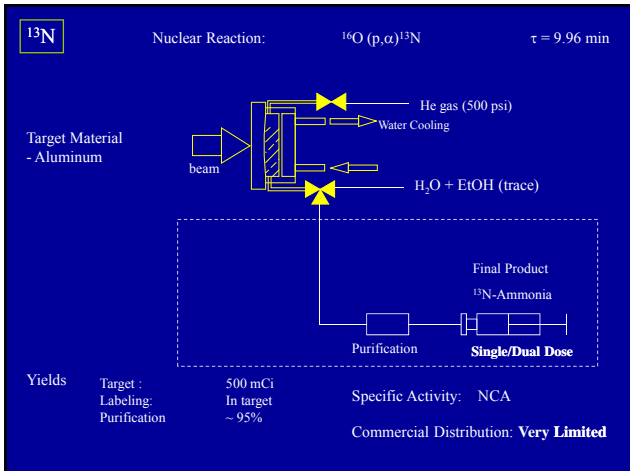 ¹³N
Nuclear Reaction: ¹⁶O (p,α)¹³N τ = 9.96 min
He gas (500 psi)
Water Cooling
Target Material
- Aluminum
beam
H₂O + EtOH (trace)
Final Product
¹³N-Ammonia
Purification
Single/Dual Dose
Yields
Target : 500 mCi
Labeling: In target
Purification ~ 95%
Specific Activity: NCA
Commercial Distribution: Very Limited